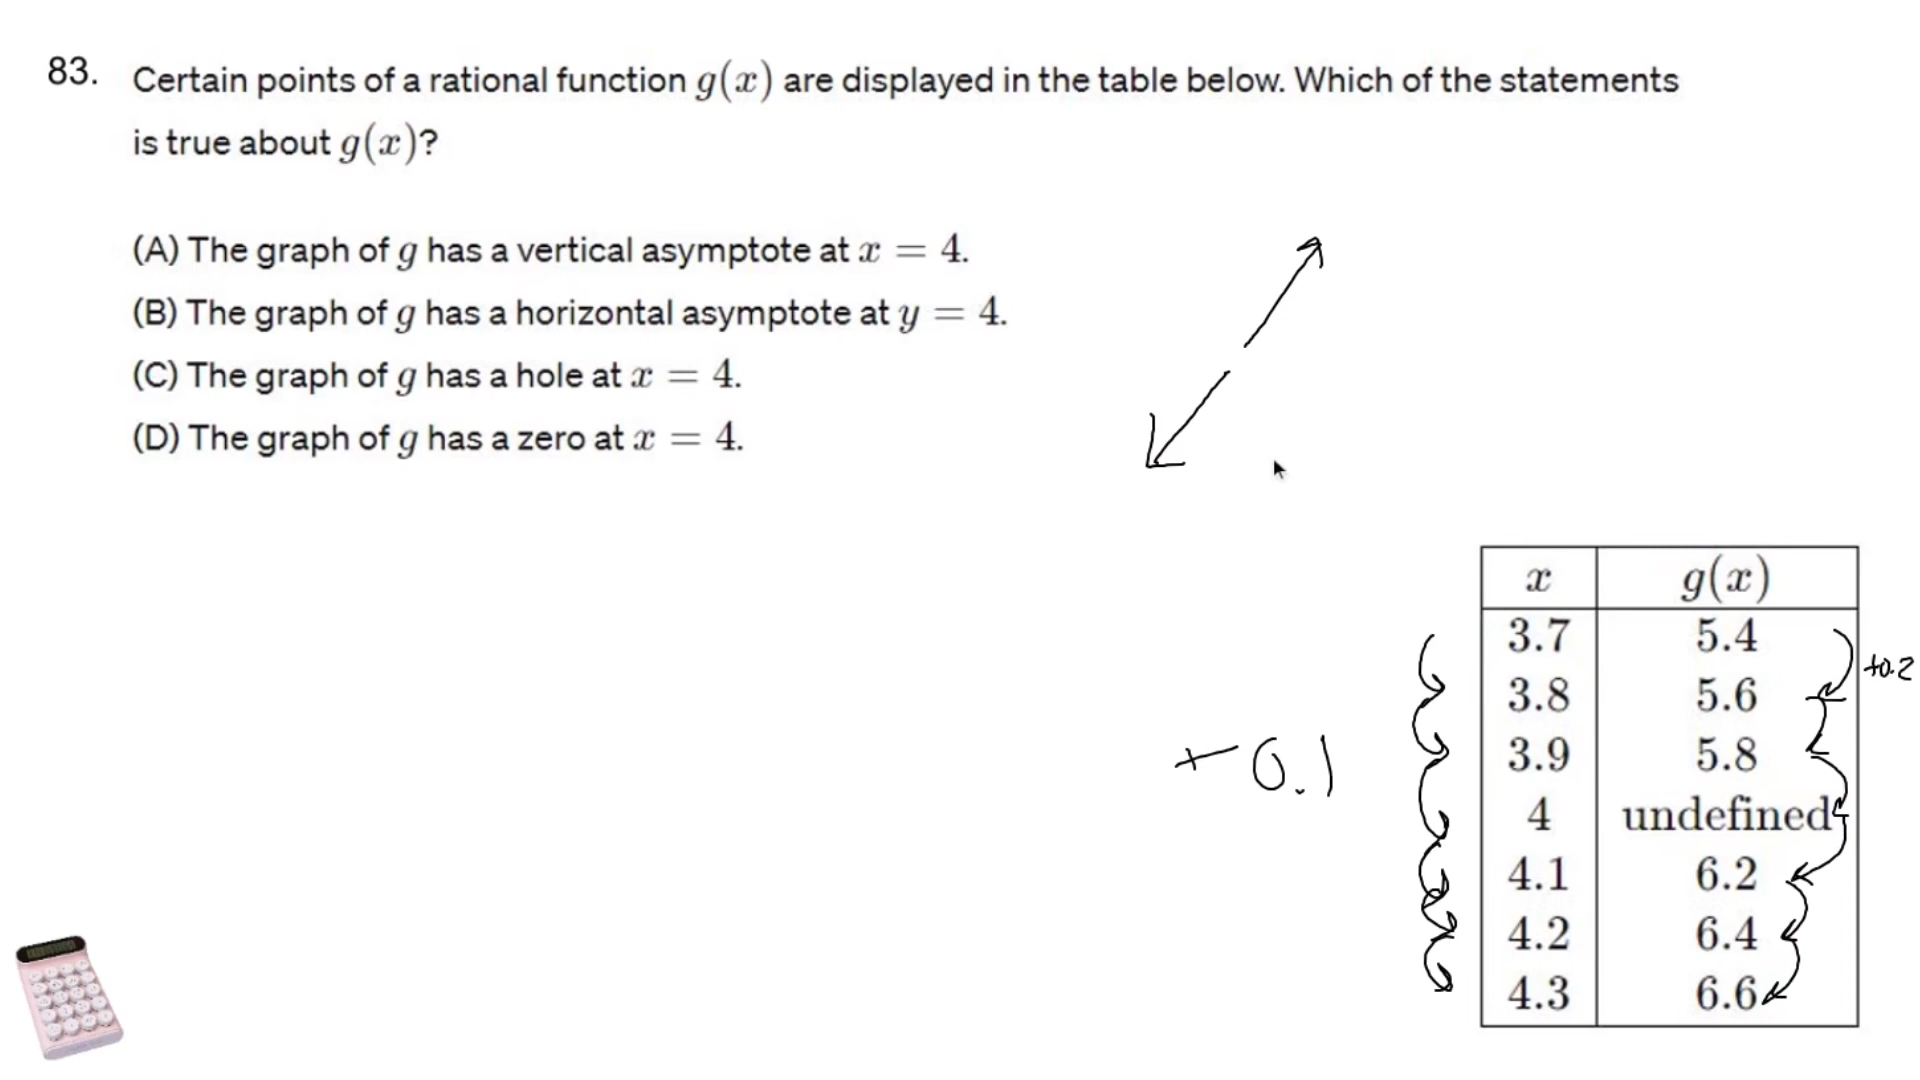 83. Certain points of a rational function g(x) are displayed in the table below. Which of the statements
is true about g(x)?
(A) The graph of g has a vertical asymptote at x = 4.
(B) The graph of g has a horizontal asymptote at y = 4.
(C) The graph of g has a hole at x = 4.
(D) The graph of g has a zero at x = 4.
x g(x)
3.7 5.4
+0.2
3.8 5.6
3.9 5.8
+0.1
4 undefined
4.1 6.2
4.2 6.4
4.3 6.6